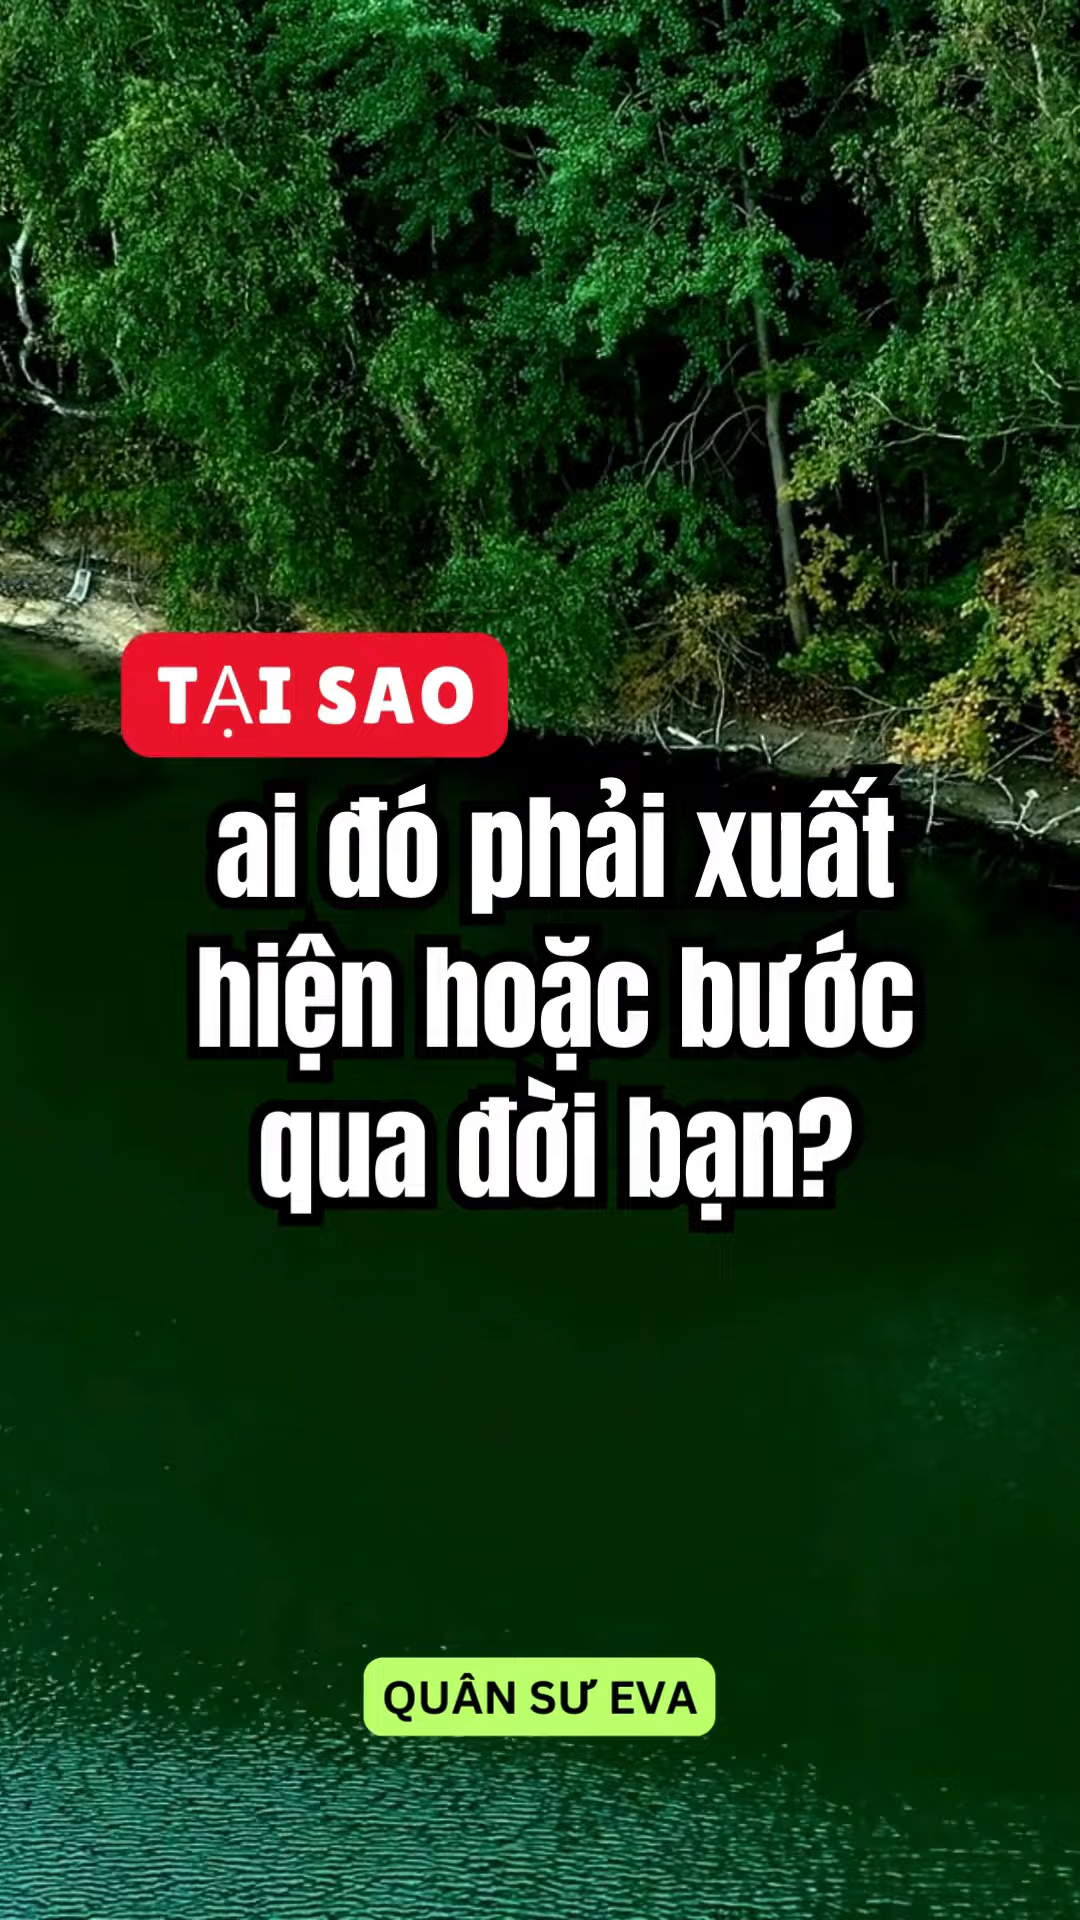 TẠI SAO
ai đó phải xuất
hiện hoặc bước
qua đời bạn?
QUÂN SƯ EVA